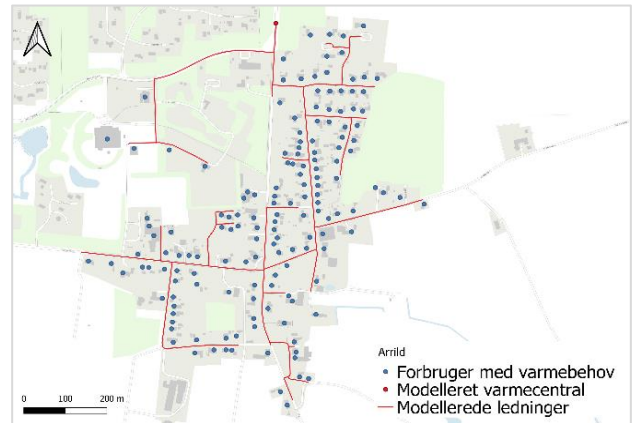 Arrild
Forbruger med varmebehov
Modelleret varmecentral
Modellerede ledninger
0 100 200 m